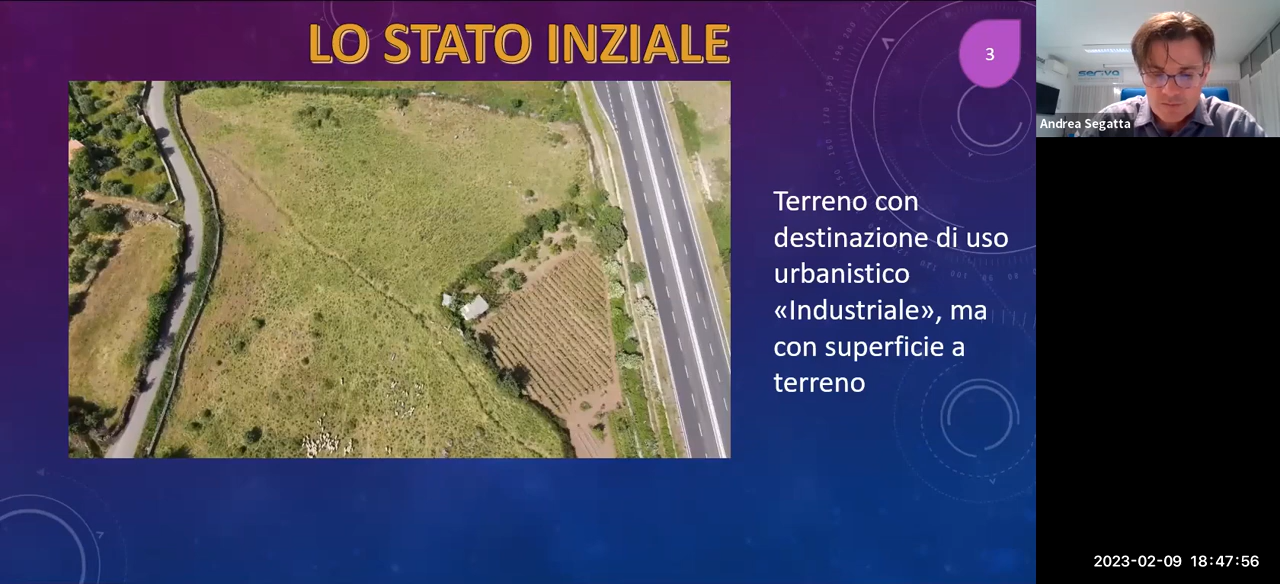 LO STATO INZIALE
3
Terreno con
destinazione di uso
urbanistico
«Industriale», ma
con superficie a
terreno
seriva
Andrea Segatta
2023-02-09 18:47:56